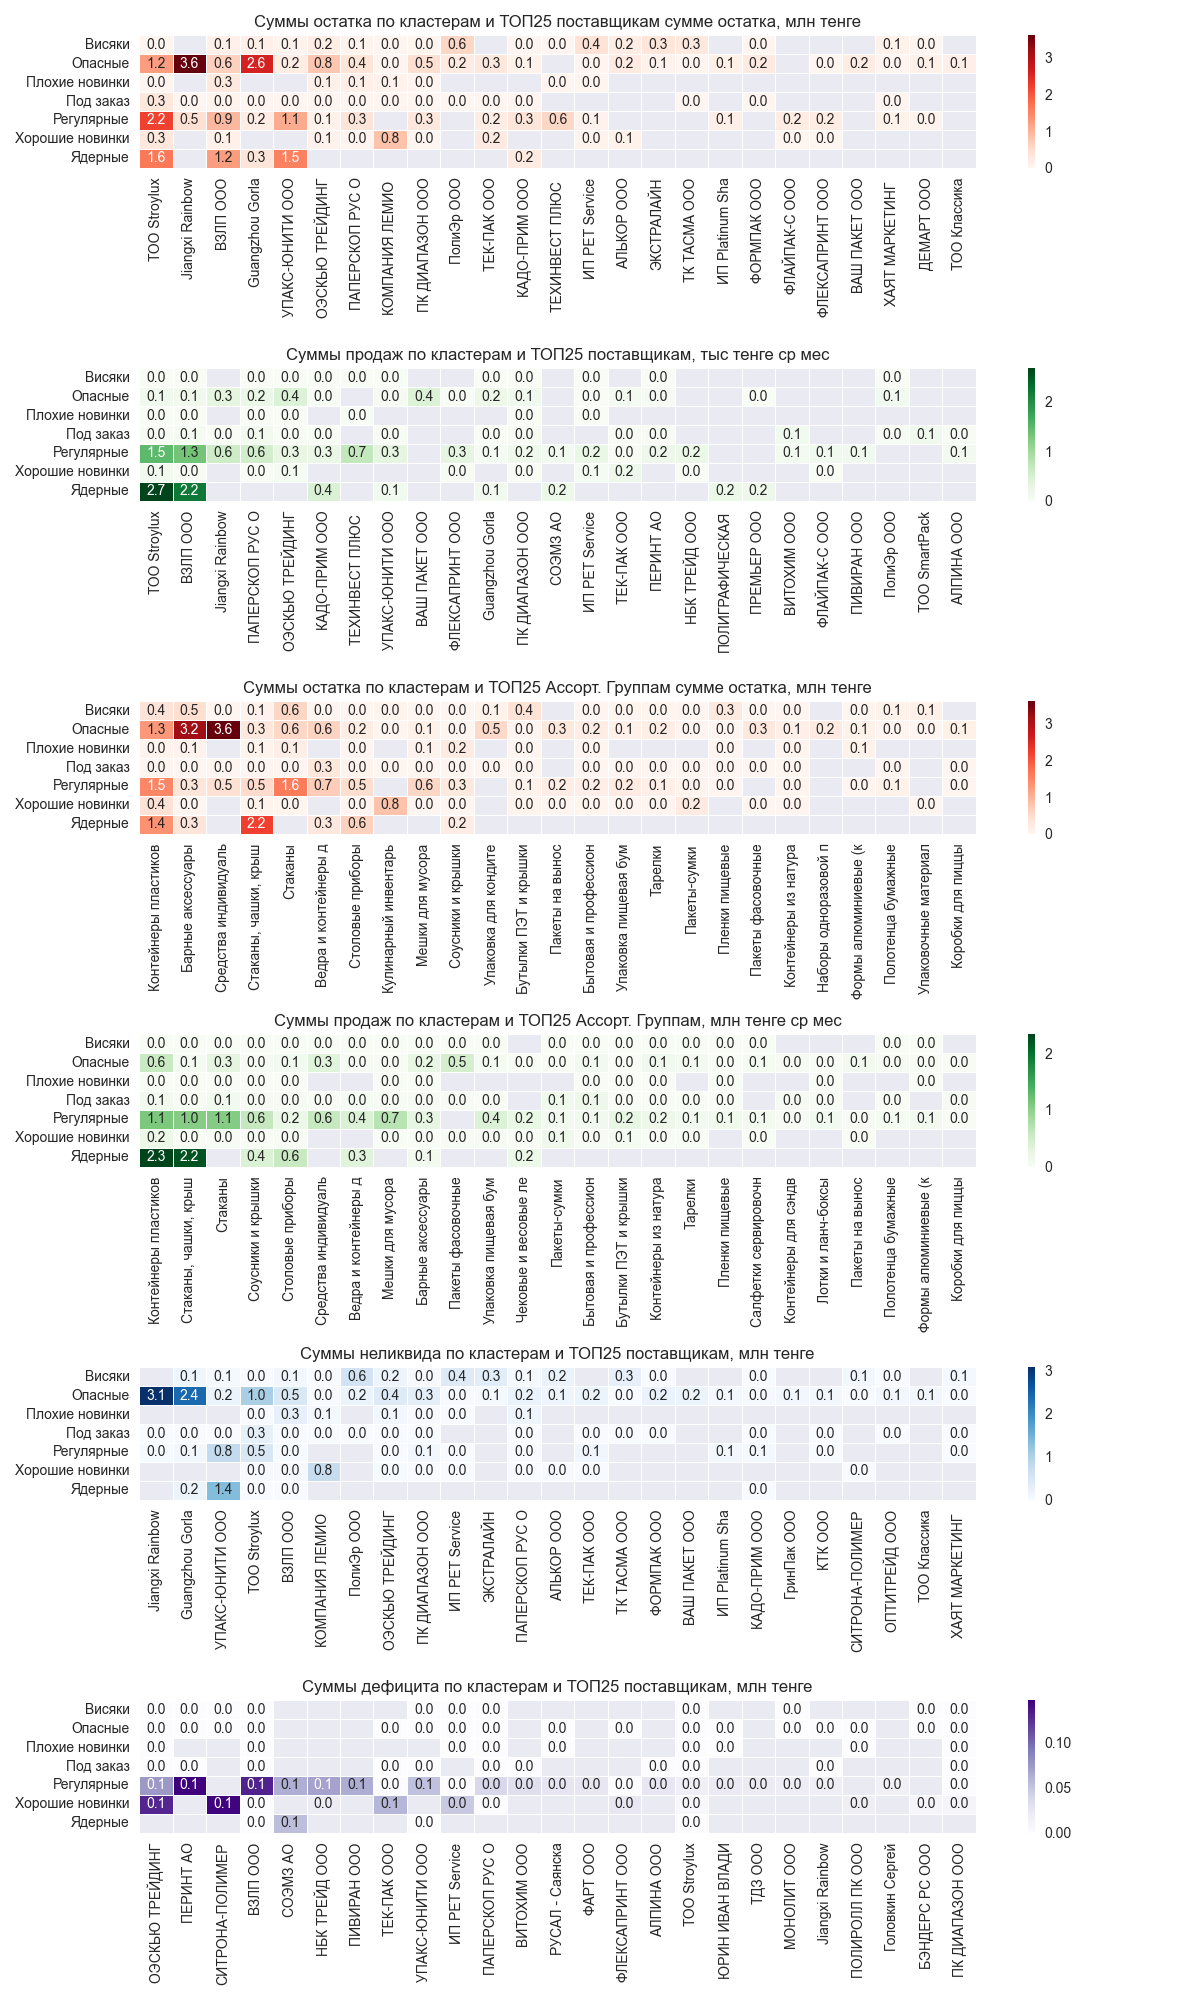 Суммы остатка по кластерам и ТОП25 поставщикам сумме остатка, млн тенге
Висяки 0.0 0.1 0.1 0.1 0.2 0.1 0.0 0.0 0.6 0.0 0.0 0.4 0.2 0.3 0.3 0.0 0.1 0.0
Опасные 1.2 3.6 0.6 2.6 0.2 0.8 0.4 0.0 0.5 0.2 0.3 0.1 0.0 0.2 0.1 0.0 0.1 0.2 0.0 0.2 0.0 0.1 0.1
Плохие новинки 0.0 0.3 0.1 0.1 0.1 0.0 0.0 0.0
Под заказ 0.3 0.0 0.0 0.0 0.0 0.0 0.0 0.0 0.0 0.0 0.0 0.0 0.0 0.0 0.0
Регулярные 2.2 0.5 0.9 0.2 1.1 0.1 0.3 0.3 0.2 0.3 0.6 0.1 0.1 0.2 0.2 0.1 0.0
Хорошие новинки 0.3 0.1 0.1 0.0 0.8 0.0 0.2 0.0 0.1 0.0 0.0
Ядерные 1.6 1.2 0.3 1.5 0.2
3
2
1
0
ТОО Stroylux
Jiangxi Rainbow
ВЗЛП ООО
Guangzhou Gorla
УПАКС-ЮНИТИ ООО
ОЭСКЬЮ ТРЕЙДИНГ
ПАПЕРСКОП РУС О
КОМПАНИЯ ЛЕМИО
ПК ДИАПАЗОН ООО
ПолиЭр ООО
ТЕК-ПАК ООО
КАДО-ПРИМ ООО
ТЕХИНВЕСТ ПЛЮС
ИП PET Service
АЛЬКОР ООО
ЭКСТРАЛАЙН
ТК ТАСМА ООО
ИП Platinum Sha
ФОРМПАК ООО
ФЛАЙПАК-С ООО
ФЛЕКСАПРИНТ ООО
ВАШ ПАКЕТ ООО
ХАЯТ МАРКЕТИНГ
ДЕМАРТ ООО
ТОО Классика
Суммы продаж по кластерам и ТОП25 поставщикам, тыс тенге ср мес
Висяки 0.0 0.0 0.0 0.0 0.0 0.0 0.0 0.0 0.0 0.0 0.0 0.0
Опасные 0.1 0.1 0.3 0.2 0.4 0.0 0.0 0.4 0.0 0.2 0.1 0.0 0.1 0.0 0.0 0.1
Плохие новинки 0.0 0.0 0.0 0.0 0.0 0.0 0.0
Под заказ 0.0 0.1 0.0 0.1 0.0 0.0 0.0 0.0 0.0 0.0 0.0 0.1 0.0 0.1 0.0
Регулярные 1.5 1.3 0.6 0.6 0.3 0.3 0.7 0.3 0.3 0.1 0.2 0.1 0.2 0.0 0.2 0.2 0.1 0.1 0.1 0.1
Хорошие новинки 0.1 0.0 0.0 0.1 0.0 0.0 0.1 0.2 0.0 0.0
Ядерные 2.7 2.2 0.4 0.1 0.1 0.2 0.2 0.2
2
1
0
ТОО Stroylux
ВЗЛП ООО
Jiangxi Rainbow
ПАПЕРСКОП РУС О
ОЭСКЬЮ ТРЕЙДИНГ
КАДО-ПРИМ ООО
ТЕХИНВЕСТ ПЛЮС
УПАКС-ЮНИТИ ООО
ВАШ ПАКЕТ ООО
ФЛЕКСАПРИНТ ООО
Guangzhou Gorla
ПК ДИАПАЗОН ООО
СОЭМЗ АО
ИП PET Service
ТЕК-ПАК ООО
ПЕРИНТ АО
НБК ТРЕЙД ООО
ПОЛИГРАФИЧЕСКАЯ
ПРЕМЬЕР ООО
ВИТОХИМ ООО
ФЛАЙПАК-С ООО
ПИВИРАН ООО
ПолиЭр ООО
ТОО SmartPack
АЛПИНА ООО
Суммы остатка по кластерам и ТОП25 Ассорт. Группам сумме остатка, млн тенге
Висяки 0.4 0.5 0.0 0.1 0.6 0.0 0.0 0.0 0.0 0.0 0.1 0.4 0.0 0.0 0.0 0.0 0.3 0.0 0.0 0.0 0.1 0.1
Опасные 1.3 3.2 3.6 0.3 0.6 0.6 0.2 0.0 0.1 0.0 0.5 0.0 0.3 0.2 0.1 0.2 0.0 0.0 0.3 0.1 0.2 0.1 0.0 0.0 0.1
Плохие новинки 0.0 0.1 0.1 0.1 0.0 0.1 0.2 0.0 0.0 0.0 0.0 0.1
Под заказ 0.0 0.0 0.0 0.0 0.0 0.3 0.0 0.0 0.0 0.0 0.0 0.0 0.0 0.0 0.0 0.0 0.0 0.0 0.0 0.0
Регулярные 1.5 0.3 0.5 0.5 1.6 0.7 0.5 0.6 0.3 0.1 0.2 0.2 0.2 0.1 0.0 0.0 0.0 0.0 0.1 0.0
Хорошие новинки 0.4 0.0 0.1 0.0 0.0 0.8 0.0 0.0 0.0 0.0 0.0 0.0 0.0 0.2 0.0 0.0 0.0
Ядерные 1.4 0.3 2.2 0.3 0.6 0.2
3
2
1
0
Контейнеры пластиков
Барные аксессуары
Средства индивидуаль
Стаканы, чашки, крыш
Стаканы
Ведра и контейнеры д
Столовые приборы
Кулинарный инвентарь
Мешки для мусора
Соусники и крышки
Упаковка для кондите
Бутылки ПЭТ и крышки
Пакеты на вынос
Бытовая и профессион
Упаковка пищевая бум
Тарелки
Пакеты-сумки
Пленки пищевые
Пакеты фасовочные
Контейнеры из натура
Наборы одноразовой п
Формы алюминиевые (к
Полотенца бумажные
Упаковочные материал
Коробки для пиццы
Суммы продаж по кластерам и ТОП25 Ассорт. Группам, млн тенге ср мес
Висяки 0.0 0.0 0.0 0.0 0.0 0.0 0.0 0.0 0.0 0.0 0.0 0.0 0.0 0.0 0.0 0.0 0.0 0.0 0.0 0.0
Опасные 0.6 0.1 0.3 0.0 0.1 0.3 0.0 0.0 0.2 0.5 0.1 0.0 0.0 0.1 0.0 0.1 0.1 0.0 0.1 0.0 0.0 0.1 0.0 0.0 0.0
Плохие новинки 0.0 0.0 0.0 0.0 0.0 0.0 0.0 0.0 0.0 0.0 0.0 0.0 0.0
Под заказ 0.1 0.0 0.1 0.0 0.0 0.0 0.0 0.0 0.0 0.1 0.1 0.0 0.0 0.0 0.0 0.0 0.0 0.0 0.0
Регулярные 1.1 1.0 1.1 0.6 0.2 0.6 0.4 0.7 0.3 0.4 0.2 0.1 0.1 0.2 0.2 0.1 0.1 0.1 0.0 0.1 0.0 0.1 0.1 0.0
Хорошие новинки 0.2 0.0 0.0 0.0 0.0 0.0 0.0 0.0 0.0 0.0 0.1 0.0 0.1 0.0 0.0 0.0 0.0
Ядерные 2.3 2.2 0.4 0.6 0.3 0.1 0.2
2
1
0
Контейнеры пластиков
Стаканы, чашки, крыш
Стаканы
Соусники и крышки
Столовые приборы
Средства индивидуаль
Ведра и контейнеры д
Мешки для мусора
Барные аксессуары
Пакеты фасовочные
Упаковка пищевая бум
Чековые и весовые ле
Пакеты-сумки
Бытовая и профессион
Бутылки ПЭТ и крышки
Контейнеры из натура
Тарелки
Пленки пищевые
Салфетки сервировочн
Контейнеры для сэндв
Лотки и ланч-боксы
Пакеты на вынос
Полотенца бумажные
Формы алюминиевые (к
Коробки для пиццы
Суммы неликвида по кластерам и ТОП25 поставщикам, млн тенге
Висяки 0.1 0.1 0.0 0.1 0.0 0.6 0.2 0.0 0.4 0.3 0.1 0.2 0.3 0.0 0.0 0.1 0.0 0.1
Опасные 3.1 2.4 0.2 1.0 0.5 0.0 0.2 0.4 0.3 0.0 0.1 0.2 0.1 0.2 0.0 0.2 0.2 0.1 0.0 0.1 0.1 0.0 0.1 0.1 0.0
Плохие новинки 0.0 0.3 0.1 0.1 0.0 0.0 0.1
Под заказ 0.0 0.0 0.0 0.3 0.0 0.0 0.0 0.0 0.0 0.0 0.0 0.0 0.0 0.0 0.0 0.0 0.0
Регулярные 0.0 0.1 0.8 0.5 0.0 0.0 0.1 0.0 0.0 0.1 0.1 0.1 0.0 0.0
Хорошие новинки 0.0 0.0 0.8 0.0 0.0 0.0 0.0 0.0 0.0 0.0
Ядерные 0.2 1.4 0.0 0.0 0.0
3
2
1
0
Jiangxi Rainbow
Guangzhou Gorla
УПАКС-ЮНИТИ ООО
ТОО Stroylux
ВЗЛП ООО
КОМПАНИЯ ЛЕМИО
ПолиЭр ООО
ОЭСКЬЮ ТРЕЙДИНГ
ПК ДИАПАЗОН ООО
ИП PET Service
ЭКСТРАЛАЙН
ПАПЕРСКОП РУС О
АЛЬКОР ООО
ТЕК-ПАК ООО
ТК ТАСМА ООО
ФОРМПАК ООО
ВАШ ПАКЕТ ООО
ИП Platinum Sha
КАДО-ПРИМ ООО
ГринПак ООО
КТК ООО
СИТРОНА-ПОЛИМЕР
ОПТИТРЕЙД ООО
ТОО Классика
ХАЯТ МАРКЕТИНГ
Суммы дефицита по кластерам и ТОП25 поставщикам, млн тенге
Висяки 0.0 0.0 0.0 0.0 0.0 0.0 0.0 0.0 0.0 0.0 0.0
Опасные 0.0 0.0 0.0 0.0 0.0 0.0 0.0 0.0 0.0 0.0 0.0 0.0 0.0 0.0 0.0 0.0 0.0
Плохие новинки 0.0 0.0 0.0 0.0 0.0 0.0 0.0 0.0 0.0
Под заказ 0.0 0.0 0.0 0.0 0.0 0.0 0.0 0.0 0.0 0.0 0.0
Регулярные 0.1 0.1 0.1 0.1 0.1 0.1 0.0 0.1 0.0 0.0 0.0 0.0 0.0 0.0 0.0 0.0 0.0 0.0 0.0 0.0 0.0 0.0
Хорошие новинки 0.1 0.1 0.0 0.0 0.1 0.0 0.0 0.0 0.0 0.0 0.0 0.0
Ядерные 0.0 0.1 0.0 0.0
0.10
0.05
0.00
ОЭСКЬЮ ТРЕЙДИНГ
ПЕРИНТ АО
СИТРОНА-ПОЛИМЕР
ВЗЛП ООО
СОЭМЗ АО
НБК ТРЕЙД ООО
ПИВИРАН ООО
ТЕК-ПАК ООО
УПАКС-ЮНИТИ ООО
ИП PET Service
ПАПЕРСКОП РУС О
ВИТОХИМ ООО
РУСАЛ - Саянска
ФАРТ ООО
ФЛЕКСАПРИНТ ООО
АЛПИНА ООО
ТОО Stroylux
ЮРИН ИВАН ВЛАДИ
ТДЗ ООО
МОНОЛИТ ООО
Jiangxi Rainbow
ПОЛИРОЛЛ ПК ООО
Головкин Сергей
БЭНДЕРС РС ООО
ПК ДИАПАЗОН ООО